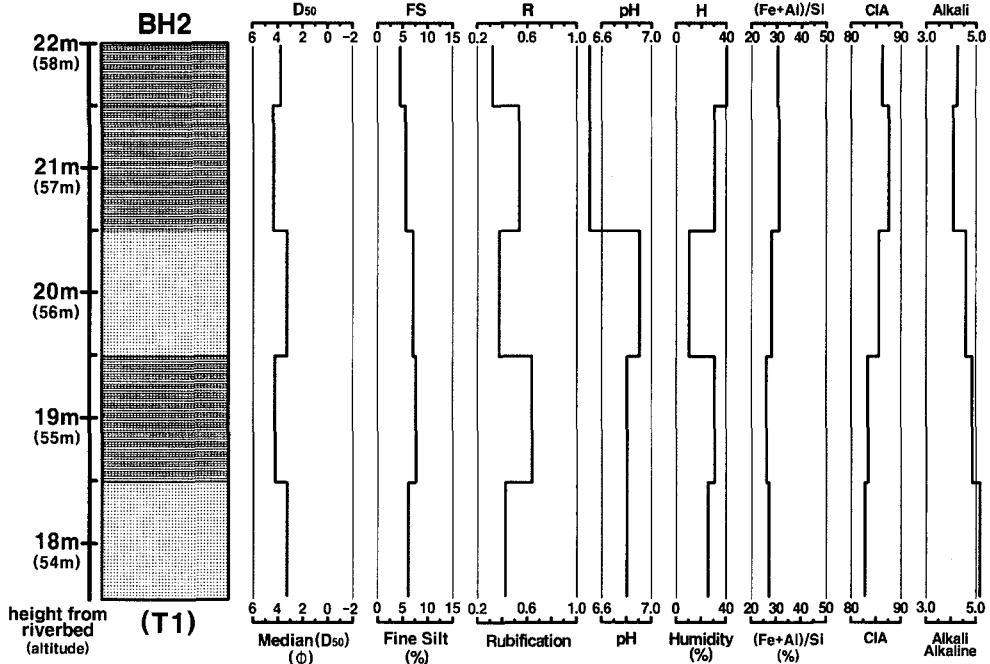 BH2
D₅₀ FS R pH H (Fe+Al)/Si CIA Alkali
6 4 2 0 -2 0 5 10 15 0.2 0.6 1.0 6.6 7.0 0 40 20 30 40 50 80 90 3.0 5.0
22m
(58m)
21m
(57m)
20m
(56m)
19m
(55m)
18m
(54m)
6 4 2 0 -2 0 5 10 15 0.2 0.6 1.0 6.6 7.0 0 40 20 30 40 50 80 90 3.0 5.0
height from
riverbed
(altitude)
(T1)
Median(D₅₀)
(Φ)
Fine Silt
(%)
Rubification
pH
Humidity
(%)
(Fe+Al)/Si
(%)
CIA
Alkali
Alkaline